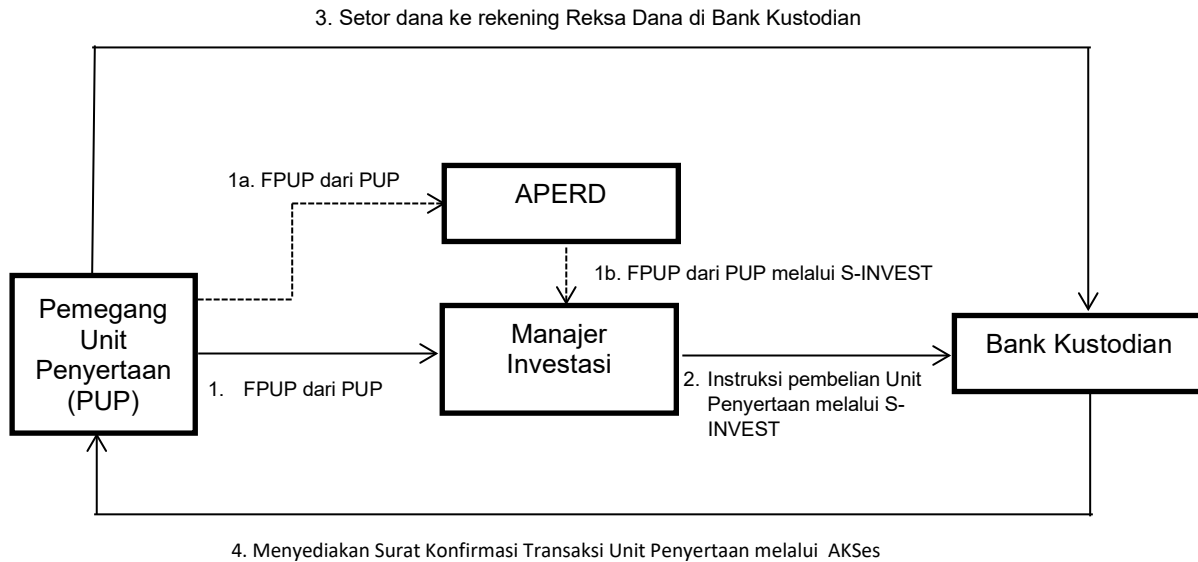 3. Setor dana ke rekening Reksa Dana di Bank Kustodian
1a. FPUP dari PUP
APERD
1b. FPUP dari PUP melalui S-INVEST
Pemegang
Unit
Penyertaan
(PUP)
Manajer
Investasi
Bank Kustodian
1. FPUP dari PUP
2. Instruksi pembelian Unit
Penyertaan melalui S-
INVEST
4. Menyediakan Surat Konfirmasi Transaksi Unit Penyertaan melalui AKSes